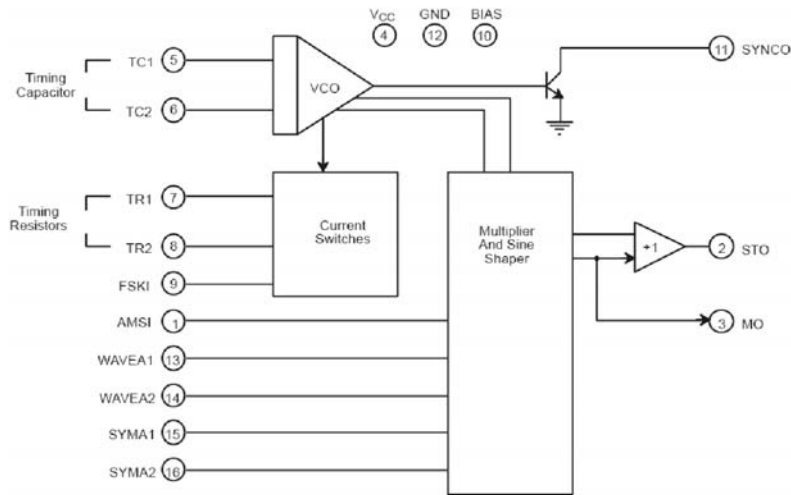 VCC GND BIAS
4 12 10
TC1 5
11 SYNCO
Timing
Capacitor
VCO
TC2 6
TR1 7
Timing
Resistors
Current
Switches
Multiplier
And Sine
Shaper
TR2 8
+1
2 STO
FSKI 9
AMSI 1
3 MO
WAVEA1 13
WAVEA2 14
SYMA1 15
SYMA2 16